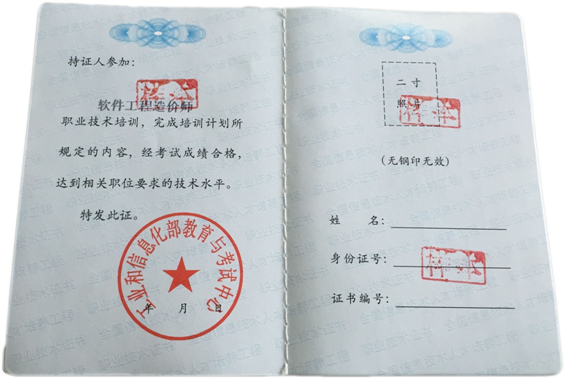 持证人参加：
软件工程造价师
职业技术培训，完成培训计划所
规定的内容，经考试成绩合格，
达到相关职位要求的技术水平。
特发此证。
工业和信息化部教育与考试中心
年 月 日
二寸
照片
样本
(无钢印无效)
姓 名：
身份证号：
证书编号：